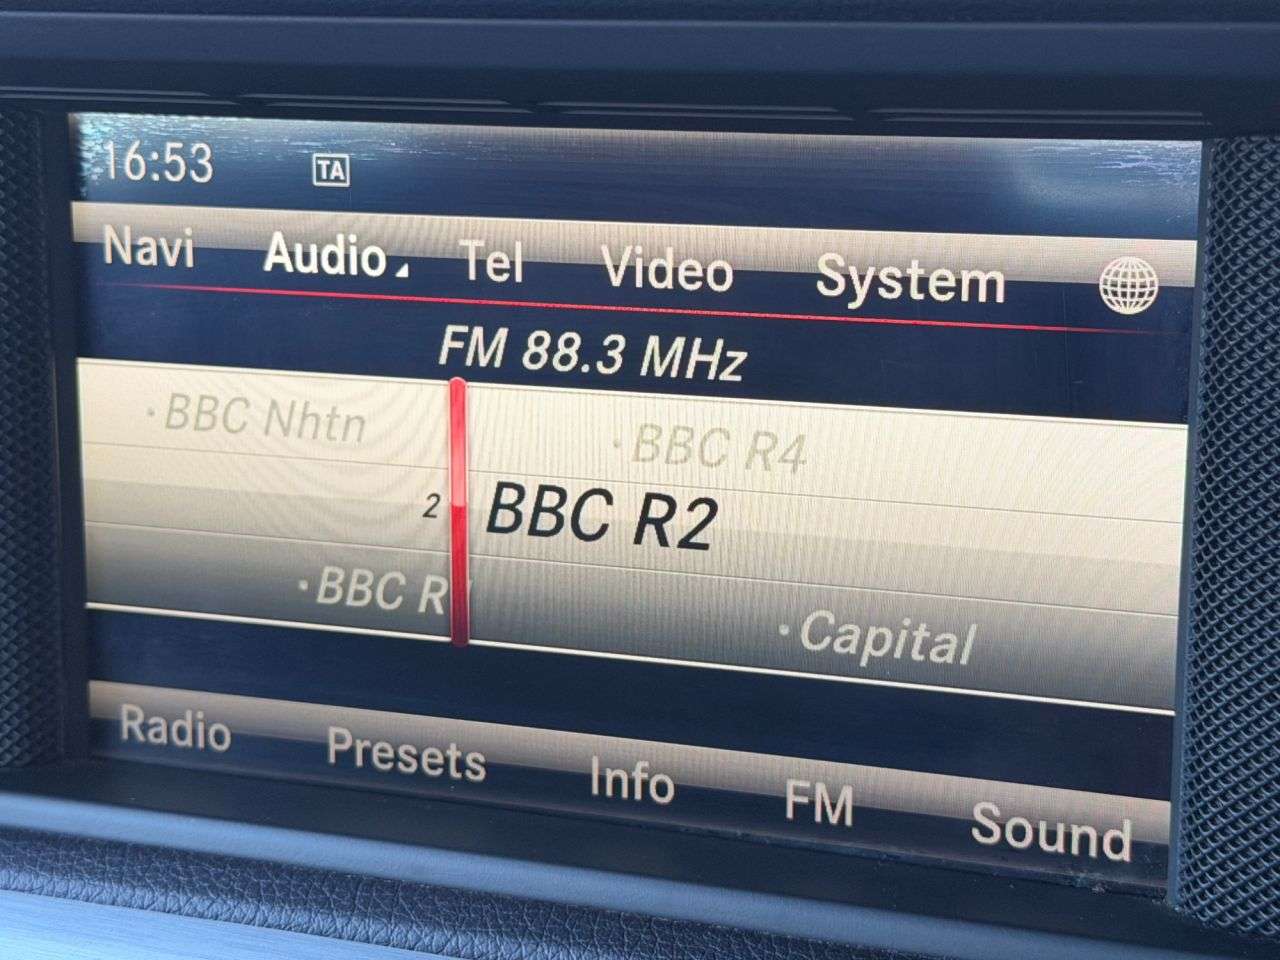 16:53 TA
Navi Audio Tel Video System
FM 88.3 MHz
·BBC Nhtn ·BBC R4
2 BBC R2
·BBC R ·Capital
Radio Presets Info FM Sound